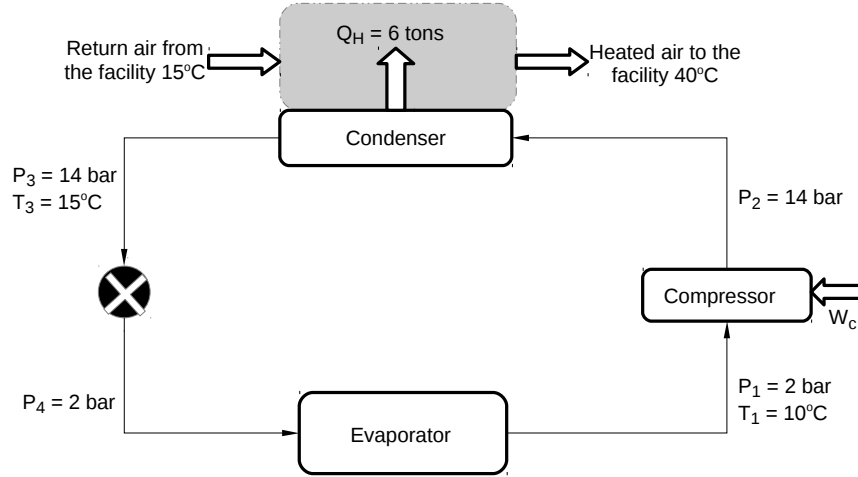 Return air from
the facility 15°C
Q_H = 6 tons
Heated air to the
facility 40°C
Condenser
P_3 = 14 bar
T_3 = 15°C
P_2 = 14 bar
Compressor
W_c
P_4 = 2 bar
Evaporator
P_1 = 2 bar
T_1 = 10°C